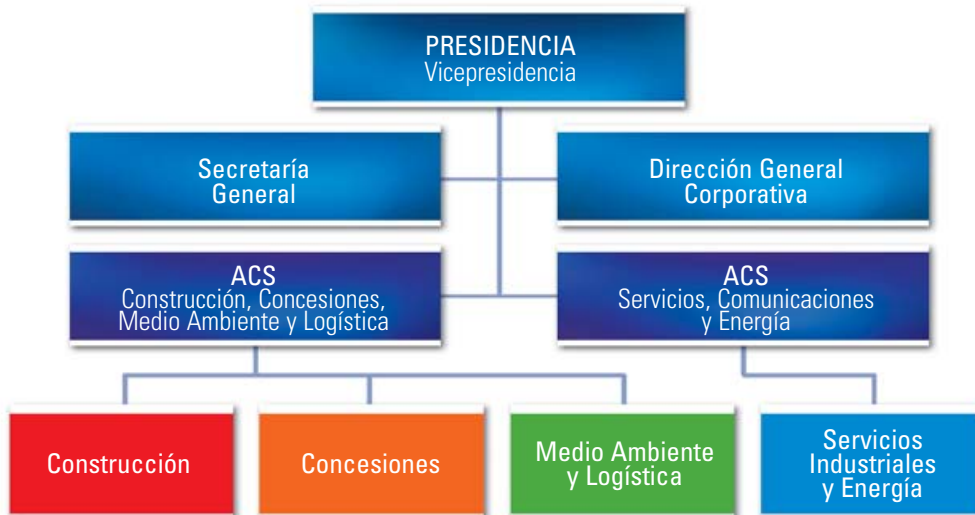 PRESIDENCIA
Vicepresidencia
Secretaría
General
Dirección General
Corporativa
ACS
Construcción, Concesiones,
Medio Ambiente y Logística
ACS
Servicios, Comunicaciones
y Energía
Construcción
Concesiones
Medio Ambiente
y Logística
Servicios
Industriales
y Energía